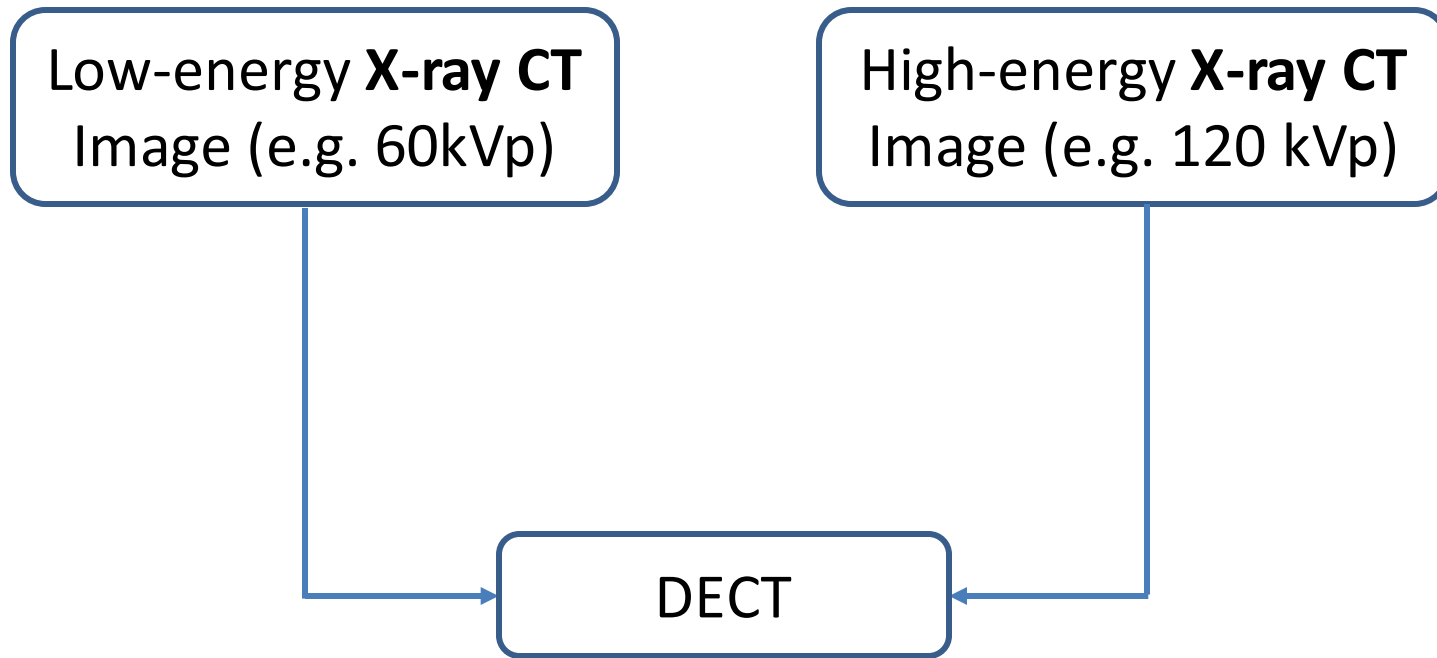 Low-energy X-ray CT
Image (e.g. 60kVp)
High-energy X-ray CT
Image (e.g. 120 kVp)
DECT